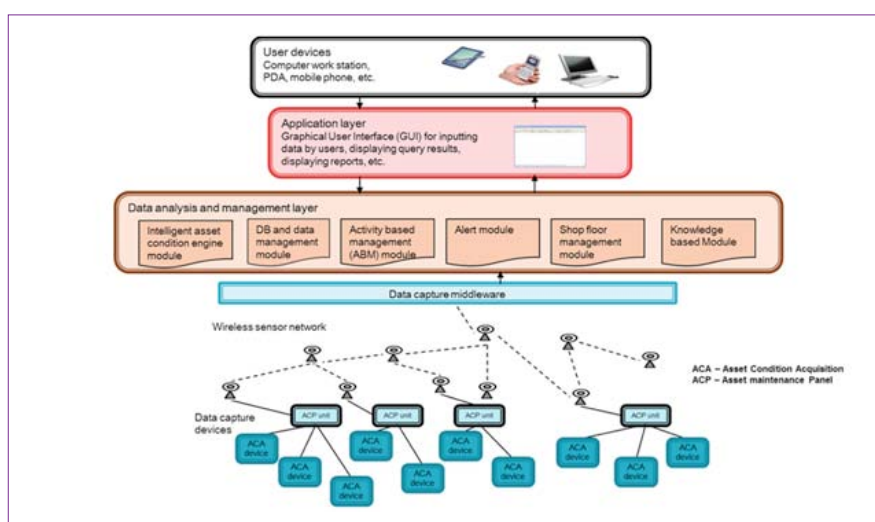 User devices
Computer work station,
PDA, mobile phone, etc.
Application layer
Graphical User Interface (GUI) for inputting
data by users, displaying query results,
displaying reports, etc.
Data analysis and management layer
Intelligent asset
condition engine
module
DB and data
management
module
Activity based
management
(ABM) module
Alert module
Shop floor
management
module
Knowledge
based Module
Data capture middleware
Wireless sensor network
ACA – Asset Condition Acquisition
ACP – Asset maintenance Panel
Data capture
devices
ACP unit
ACP unit
ACP unit
ACP unit
ACA
device
ACA
device
ACA
device
ACA
device
ACA
device
ACA
device
ACA
device
ACA
device
ACA
device
ACA
device